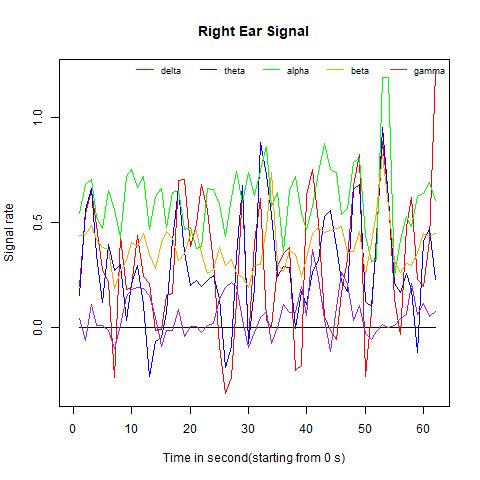 Right Ear Signal
delta theta alpha beta gamma
Signal rate
0.0 0.5 1.0
0 10 20 30 40 50 60
Time in second(starting from 0 s)